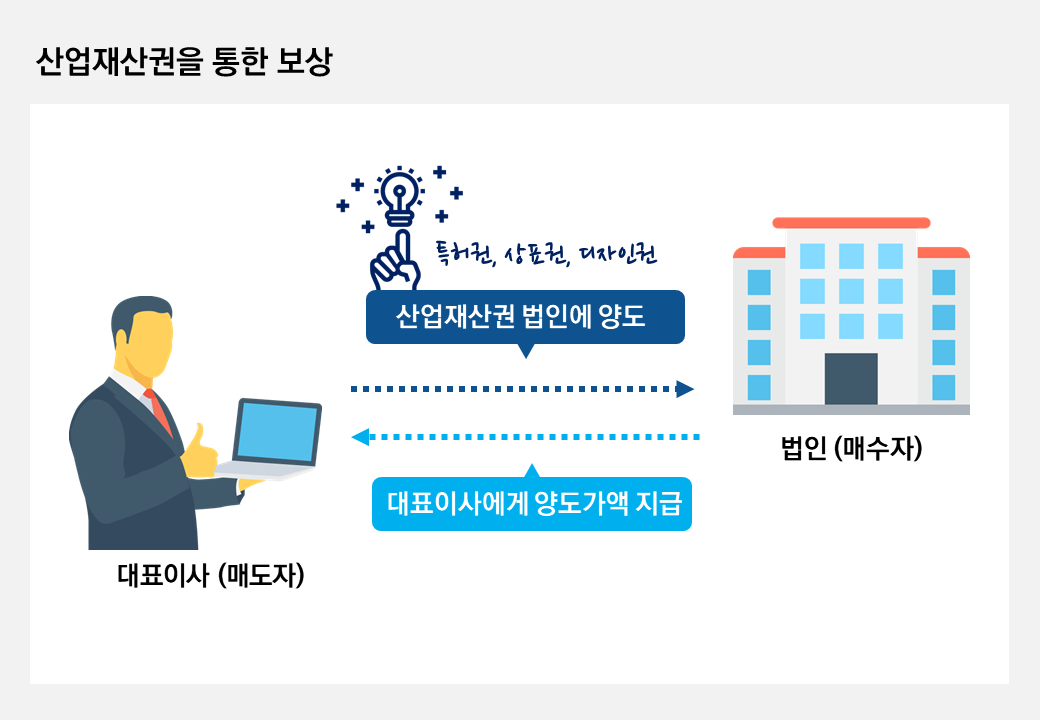 산업재산권을 통한 보상
특허권, 상표권, 디자인권
산업재산권 법인에 양도
법인 (매수자)
대표이사에게 양도가액 지급
대표이사 (매도자)